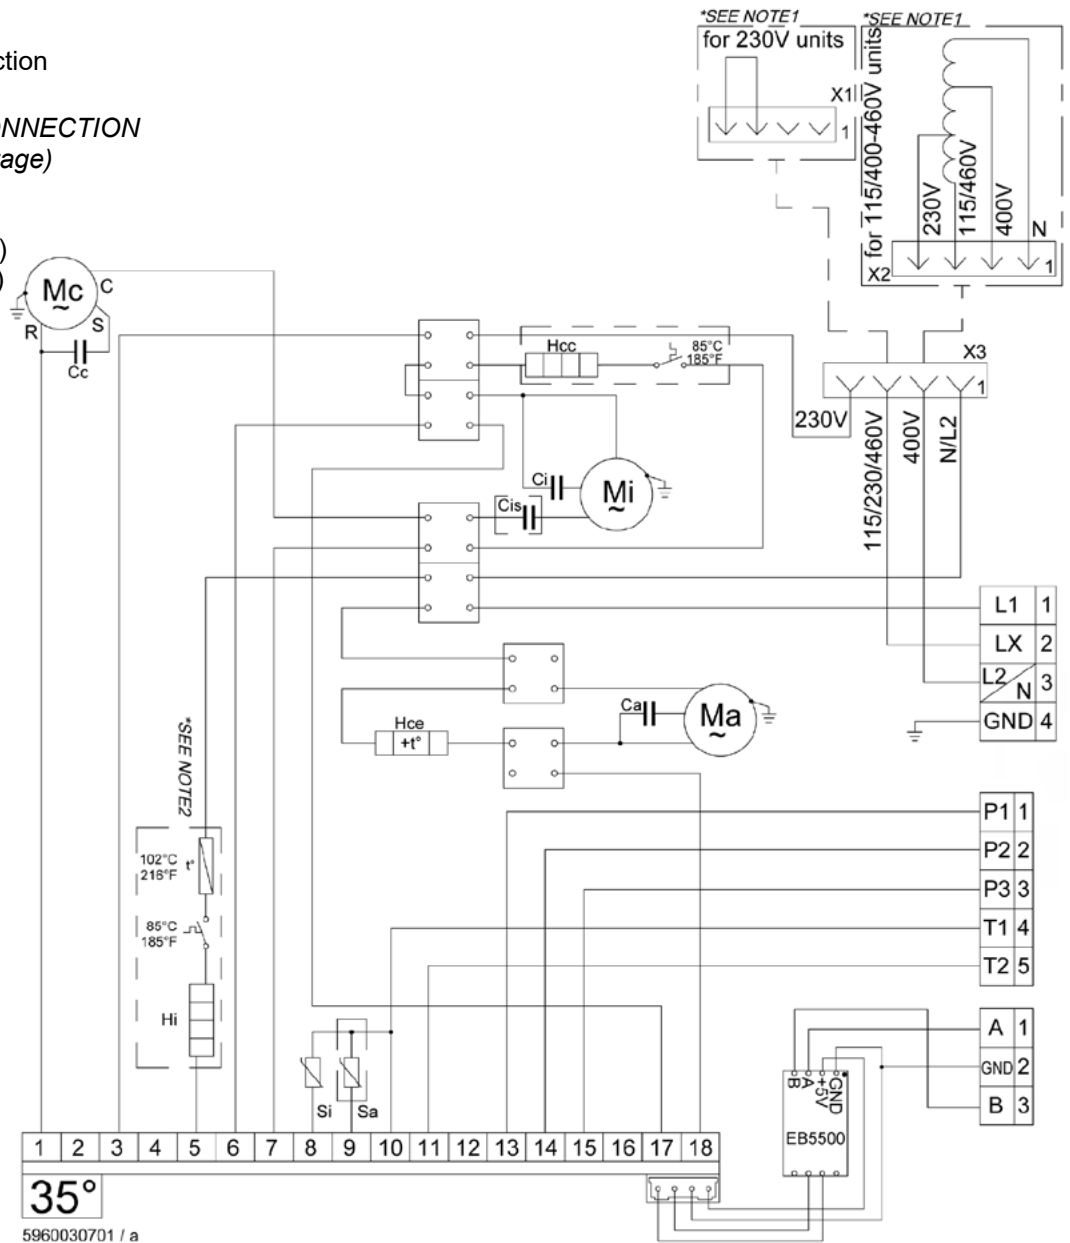 ction
ONNECTION
tage)
)
)
*SEE NOTE1
for 230V units
X1
1
*SEE NOTE1
for 115/400-460V units
230V
115/460V
400V
N
X2
1
Mc
~
C
R
S
Cc
Hcc
85°C
185°F
X3
1
230V
115/230/460V
400V
N/L2
Ci
Mi
~
Cis
L1 1
LX 2
L2/N 3
GND 4
Ca
Ma
~
Hce
+t°
*SEE NOTE2
102°C
216°F
t°
85°C
185°F
Hi
P1 1
P2 2
P3 3
T1 4
T2 5
Si
Sa
A 1
GND 2
B 3
B
A
+5V
GND
EB5500
1 2 3 4 5 6 7 8 9 10 11 12 13 14 15 16 17 18
35°
5960030701 / a